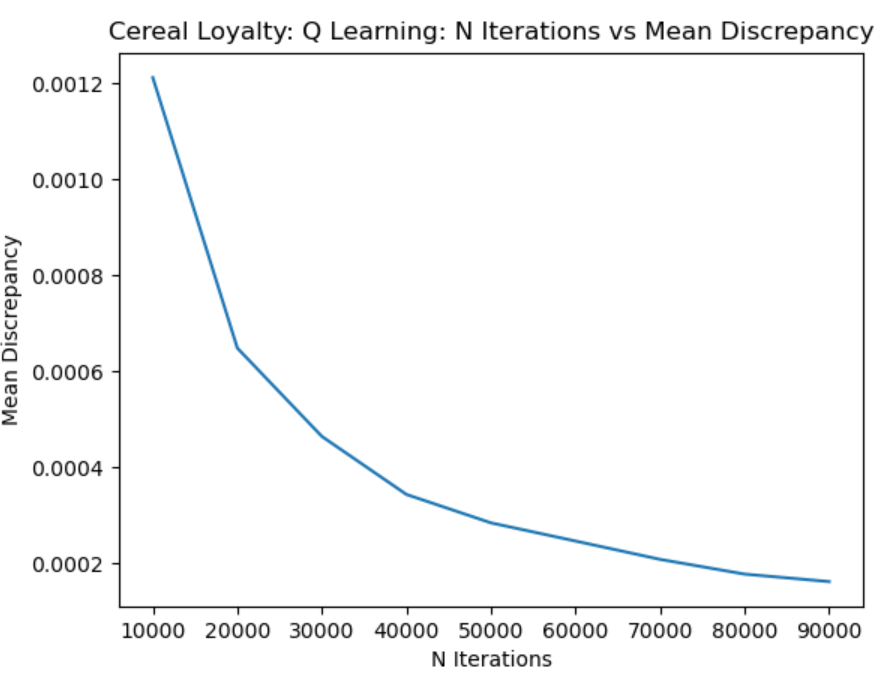 Cereal Loyalty: Q Learning: N Iterations vs Mean Discrepancy
Mean Discrepancy
0.0012
0.0010
0.0008
0.0006
0.0004
0.0002
10000 20000 30000 40000 50000 60000 70000 80000 90000
N Iterations